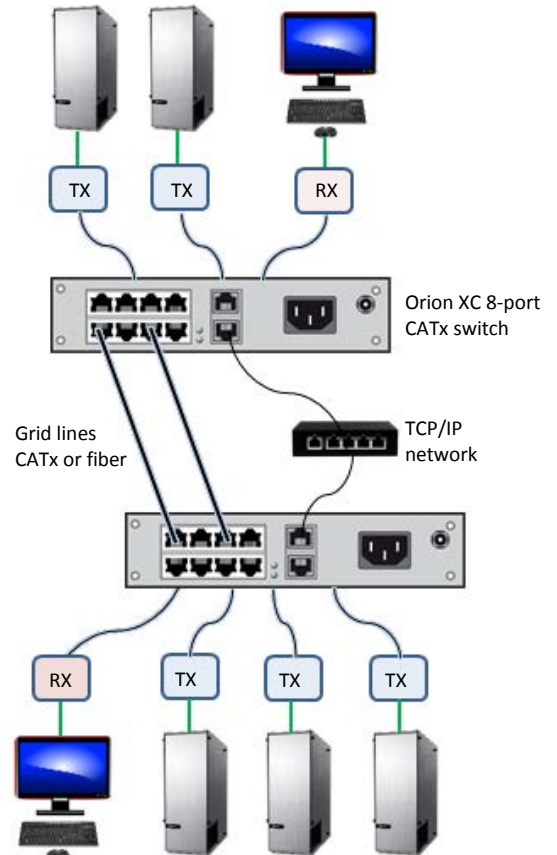 TX
TX
RX
Orion XC 8-port
CATx switch
Grid lines
CATx or fiber
TCP/IP
network
RX
TX
TX
TX